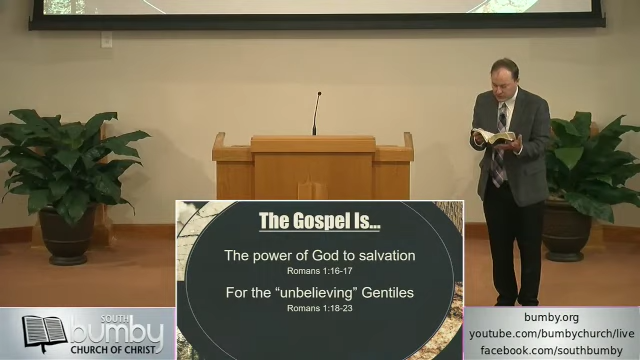 The Gospel Is...
The power of God to salvation
Romans 1:16-17
For the “unbelieving” Gentiles
Romans 1:18-23
SOUTH
bumby
CHURCH OF CHRIST
bumby.org
youtube.com/bumbychurch/live
facebook.com/southbumby